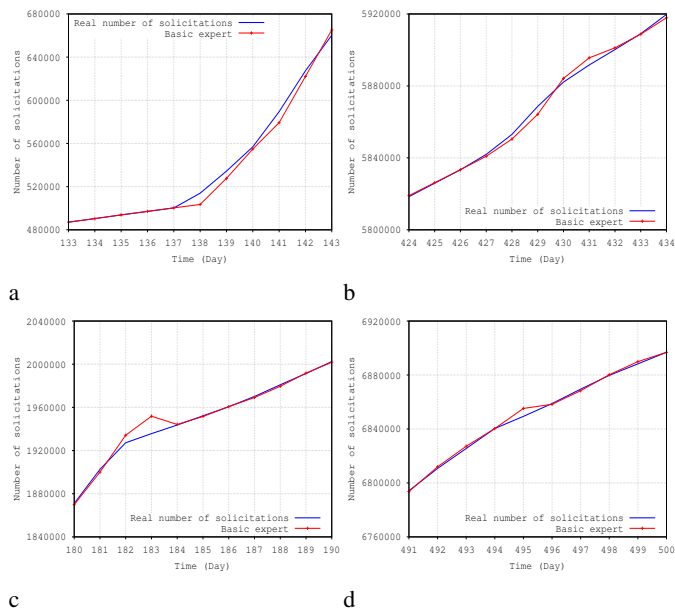 680000
640000
600000
560000
520000
480000
Number of solicitations
Real number of solicitations
Basic expert
133 134 135 136 137 138 139 140 141 142 143
Time (Day)
a
5920000
5880000
5840000
5800000
Number of solicitations
Real number of solicitations
Basic expert
424 425 426 427 428 429 430 431 432 433 434
Time (Day)
b
2040000
2000000
1960000
1920000
1880000
1840000
Number of solicitations
Real number of solicitations
Basic expert
180 181 182 183 184 185 186 187 188 189 190
Time (Day)
c
6920000
6880000
6840000
6800000
6760000
Number of solicitations
Real number of solicitations
Basic expert
491 492 493 494 495 496 497 498 499 500
Time (Day)
d